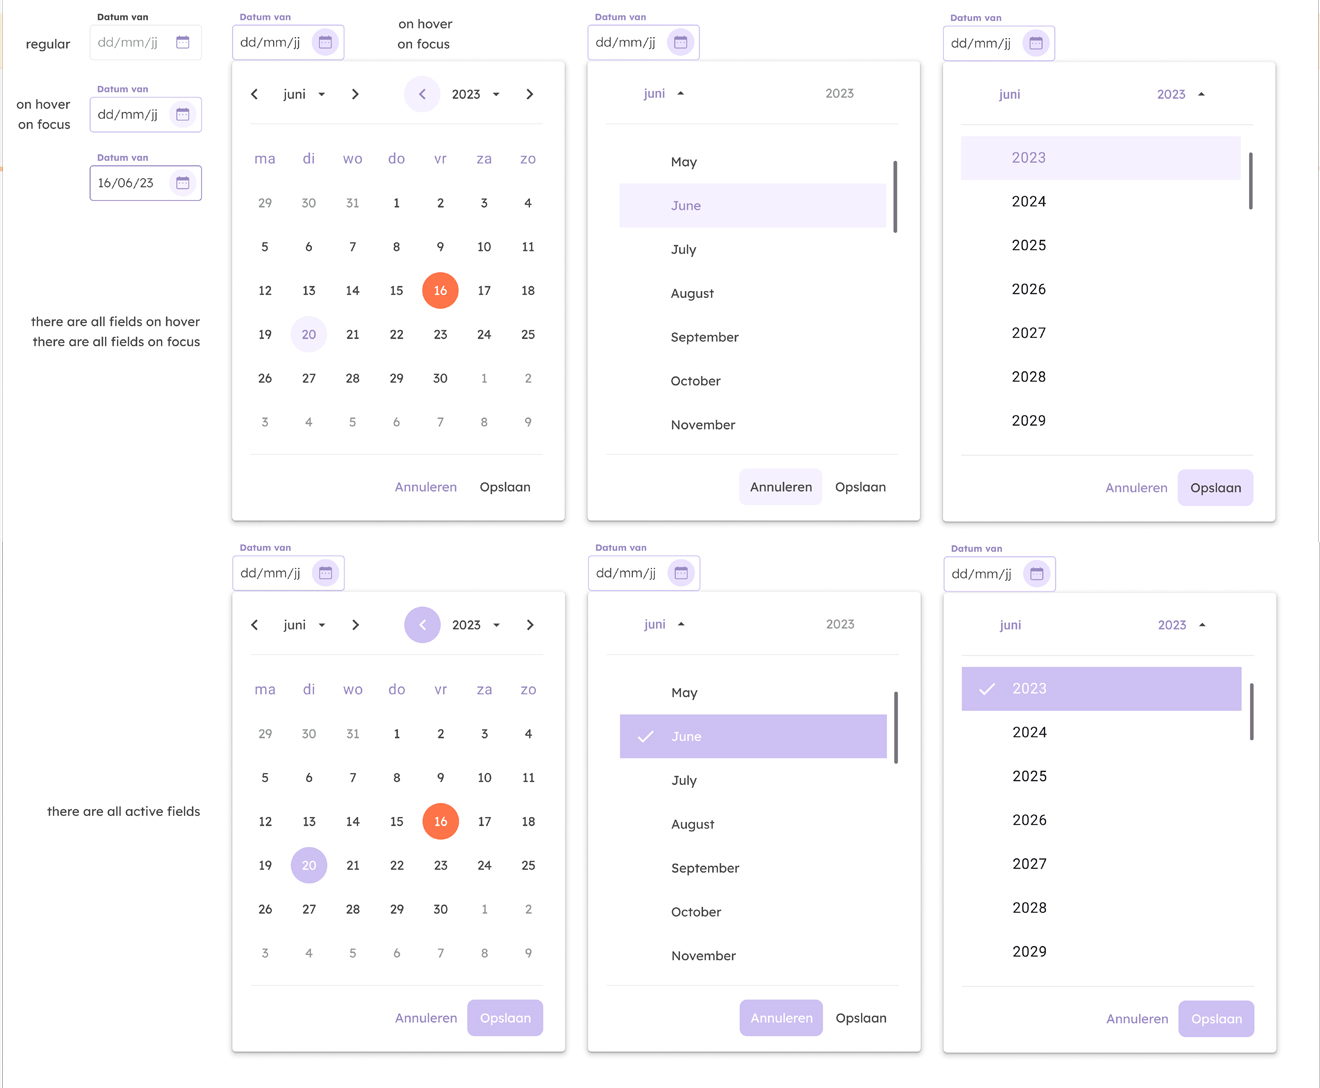 Datum van
regular
dd/mm/jj
on hover
on focus
Datum van
dd/mm/jj
Datum van
16/06/23
there are all fields on hover
there are all fields on focus
there are all active fields
Datum van
dd/mm/jj
on hover
on focus
juni 2023
ma di wo do vr za zo
29 30 31 1 2 3 4
5 6 7 8 9 10 11
12 13 14 15 16 17 18
19 20 21 22 23 24 25
26 27 28 29 30 1 2
3 4 5 6 7 8 9
Annuleren Opslaan
Datum van
dd/mm/jj
juni 2023
May
June
July
August
September
October
November
Annuleren Opslaan
Datum van
dd/mm/jj
juni 2023
2023
2024
2025
2026
2027
2028
2029
Annuleren Opslaan
Datum van
dd/mm/jj
juni 2023
ma di wo do vr za zo
29 30 31 1 2 3 4
5 6 7 8 9 10 11
12 13 14 15 16 17 18
19 20 21 22 23 24 25
26 27 28 29 30 1 2
3 4 5 6 7 8 9
Annuleren Opslaan
Datum van
dd/mm/jj
juni 2023
May
June
July
August
September
October
November
Annuleren Opslaan
Datum van
dd/mm/jj
juni 2023
2023
2024
2025
2026
2027
2028
2029
Annuleren Opslaan